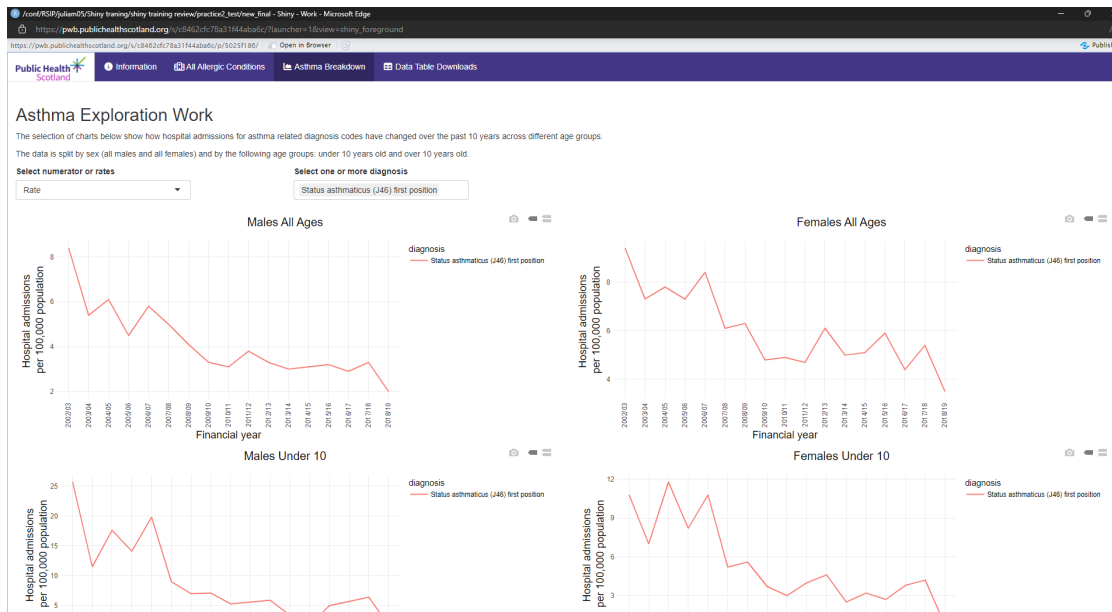 /conf/RSIP/juliam05/Shiny traning/shiny training review/practice2_test/new_final - Shiny - Work - Microsoft Edge
https://pwb.publichealthscotland.org/s/c8462cfc78a31f44aba6c/?launcher=1&view=shiny_foreground
https://pwb.publichealthscotland.org/s/c8462cfc78a31f44aba6c/p/5025f186/ Open in Browser Publish
Public Health Scotland Information All Allergic Conditions Asthma Breakdown Data Table Downloads
Asthma Exploration Work
The selection of charts below show how hospital admissions for asthma related diagnosis codes have changed over the past 10 years across different age groups.
The data is split by sex (all males and all females) and by the following age groups: under 10 years old and over 10 years old.
Select numerator or rates Select one or more diagnosis
Rate Status asthmaticus (J46) first position
Males All Ages
diagnosis
Status asthmaticus (J46) first position
Hospital admissions
per 100,000 population
8
6
4
2
2002/03 2003/04 2004/05 2005/06 2006/07 2007/08 2008/09 2009/10 2010/11 2011/12 2012/13 2013/14 2014/15 2015/16 2016/17 2017/18 2018/19
Financial year
Females All Ages
diagnosis
Status asthmaticus (J46) first position
Hospital admissions
per 100,000 population
8
6
4
2002/03 2003/04 2004/05 2005/06 2006/07 2007/08 2008/09 2009/10 2010/11 2011/12 2012/13 2013/14 2014/15 2015/16 2016/17 2017/18 2018/19
Financial year
Males Under 10
diagnosis
Status asthmaticus (J46) first position
Hospital admissions
per 100,000 population
25
20
15
10
5
Females Under 10
diagnosis
Status asthmaticus (J46) first position
Hospital admissions
per 100,000 population
12
9
6
3